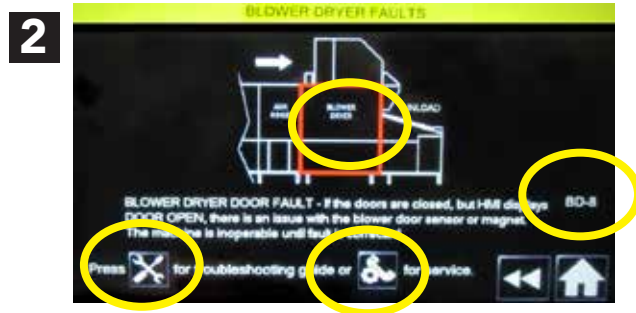 2
BLOWER DRYER FAULTS
BLOWER
DRYER
BLOWER DRYER DOOR FAULT - If the doors are closed, but HMI displays
BD-8
DOOR OPEN, there is an issue with the blower door sensor or magnet.
The machine is inoperable until fault is corrected.
Press for troubleshooting guide or for service.